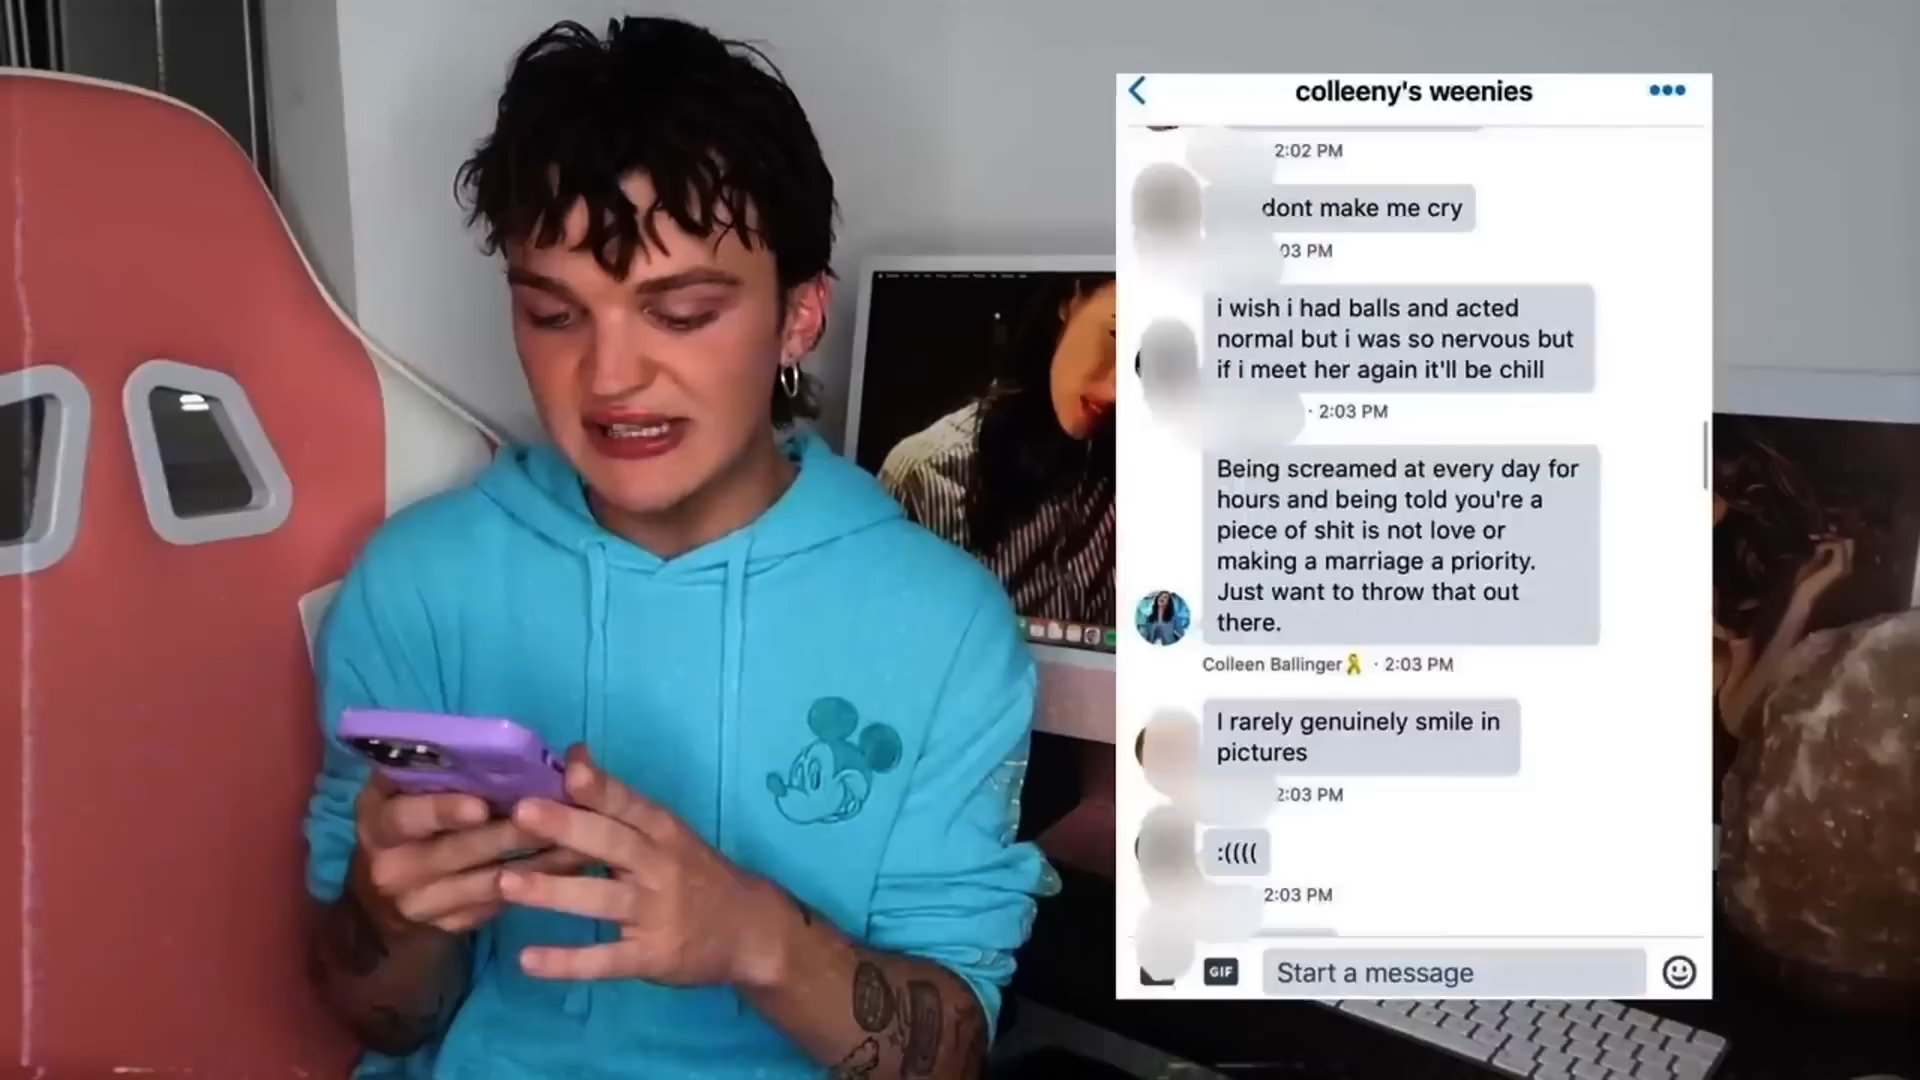 colleeny's weenies
2:02 PM
dont make me cry
03 PM
i wish i had balls and acted
normal but i was so nervous but
if i meet her again it'll be chill
· 2:03 PM
Being screamed at every day for
hours and being told you're a
piece of shit is not love or
making a marriage a priority.
Just want to throw that out
there.
Colleen Ballinger🎗 · 2:03 PM
I rarely genuinely smile in
pictures
2:03 PM
:((((
2:03 PM
GIF
Start a message